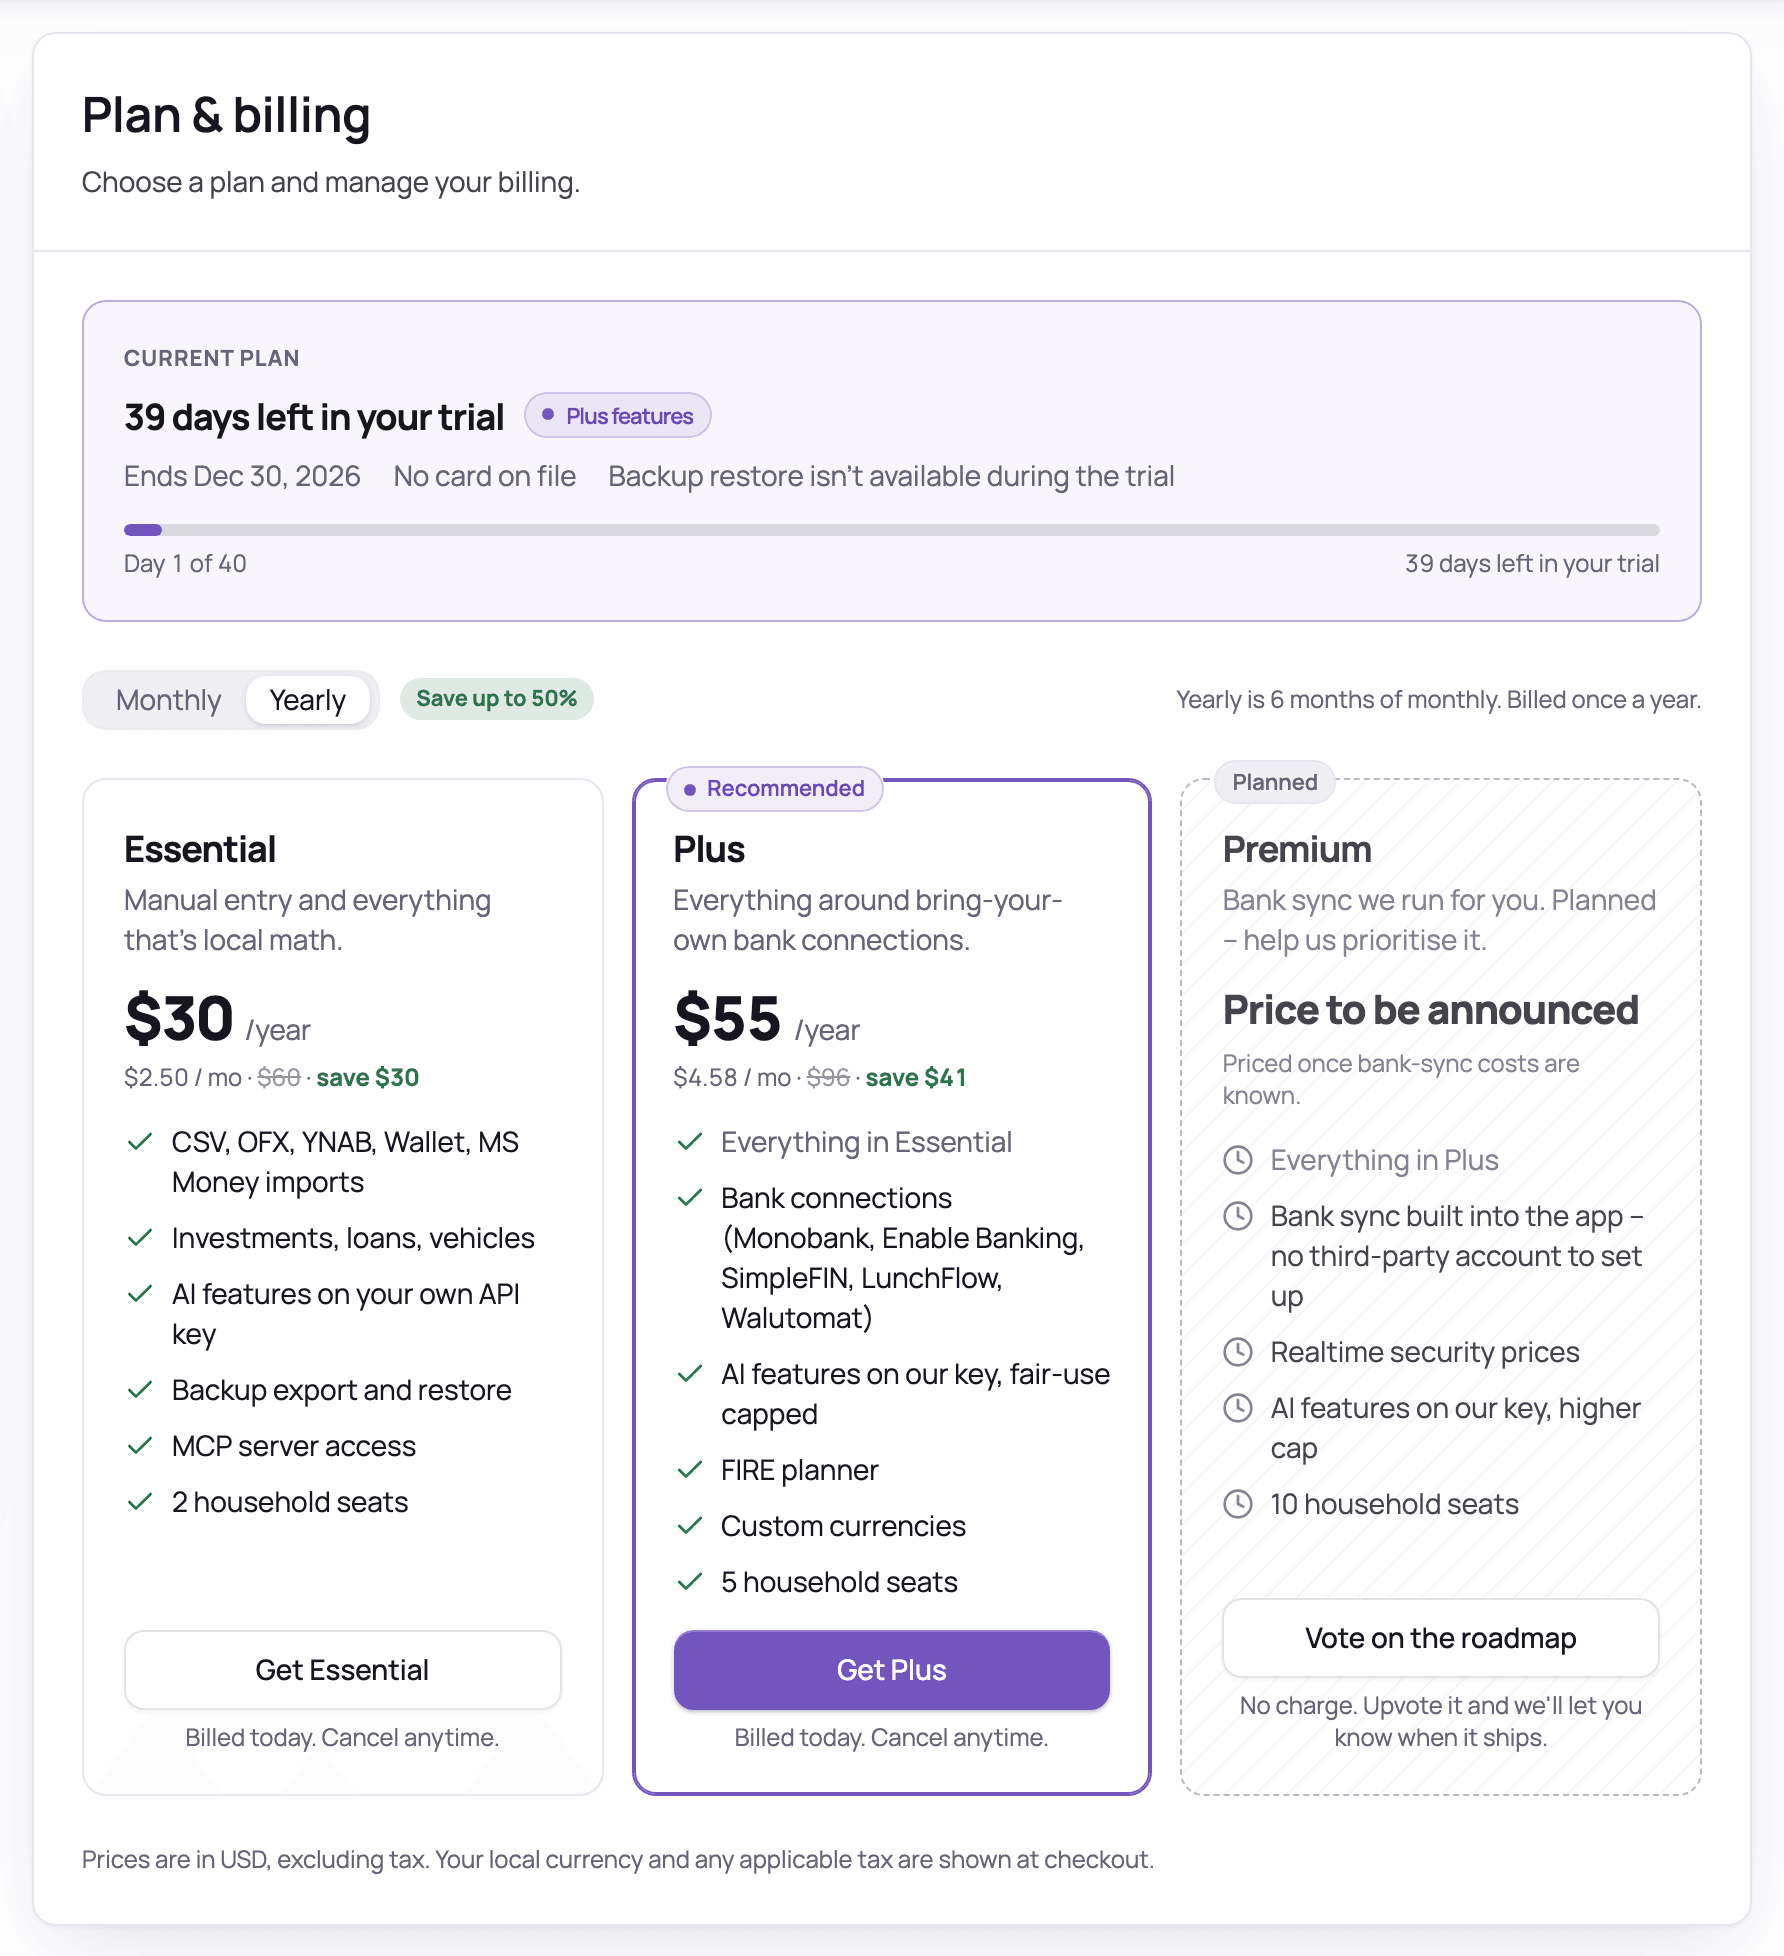 Plan & billing
Choose a plan and manage your billing.
CURRENT PLAN
39 days left in your trial
Plus features
Ends Dec 30, 2026
No card on file
Backup restore isn’t available during the trial
Day 1 of 40
39 days left in your trial
Monthly
Yearly
Save up to 50%
Yearly is 6 months of monthly. Billed once a year.
Essential
Manual entry and everything
that’s local math.
$30 /year
$2.50 / mo · $60 · save $30
CSV, OFX, YNAB, Wallet, MS
Money imports
Investments, loans, vehicles
AI features on your own API
key
Backup export and restore
MCP server access
2 household seats
Get Essential
Billed today. Cancel anytime.
Recommended
Plus
Everything around bring-your-
own bank connections.
$55 /year
$4.58 / mo · $96 · save $41
Everything in Essential
Bank connections
(Monobank, Enable Banking,
SimpleFIN, LunchFlow,
Walutomat)
AI features on our key, fair-use
capped
FIRE planner
Custom currencies
5 household seats
Get Plus
Billed today. Cancel anytime.
Planned
Premium
Bank sync we run for you. Planned
– help us prioritise it.
Price to be announced
Priced once bank-sync costs are
known.
Everything in Plus
Bank sync built into the app –
no third-party account to set
up
Realtime security prices
AI features on our key, higher
cap
10 household seats
Vote on the roadmap
No charge. Upvote it and we'll let you
know when it ships.
Prices are in USD, excluding tax. Your local currency and any applicable tax are shown at checkout.